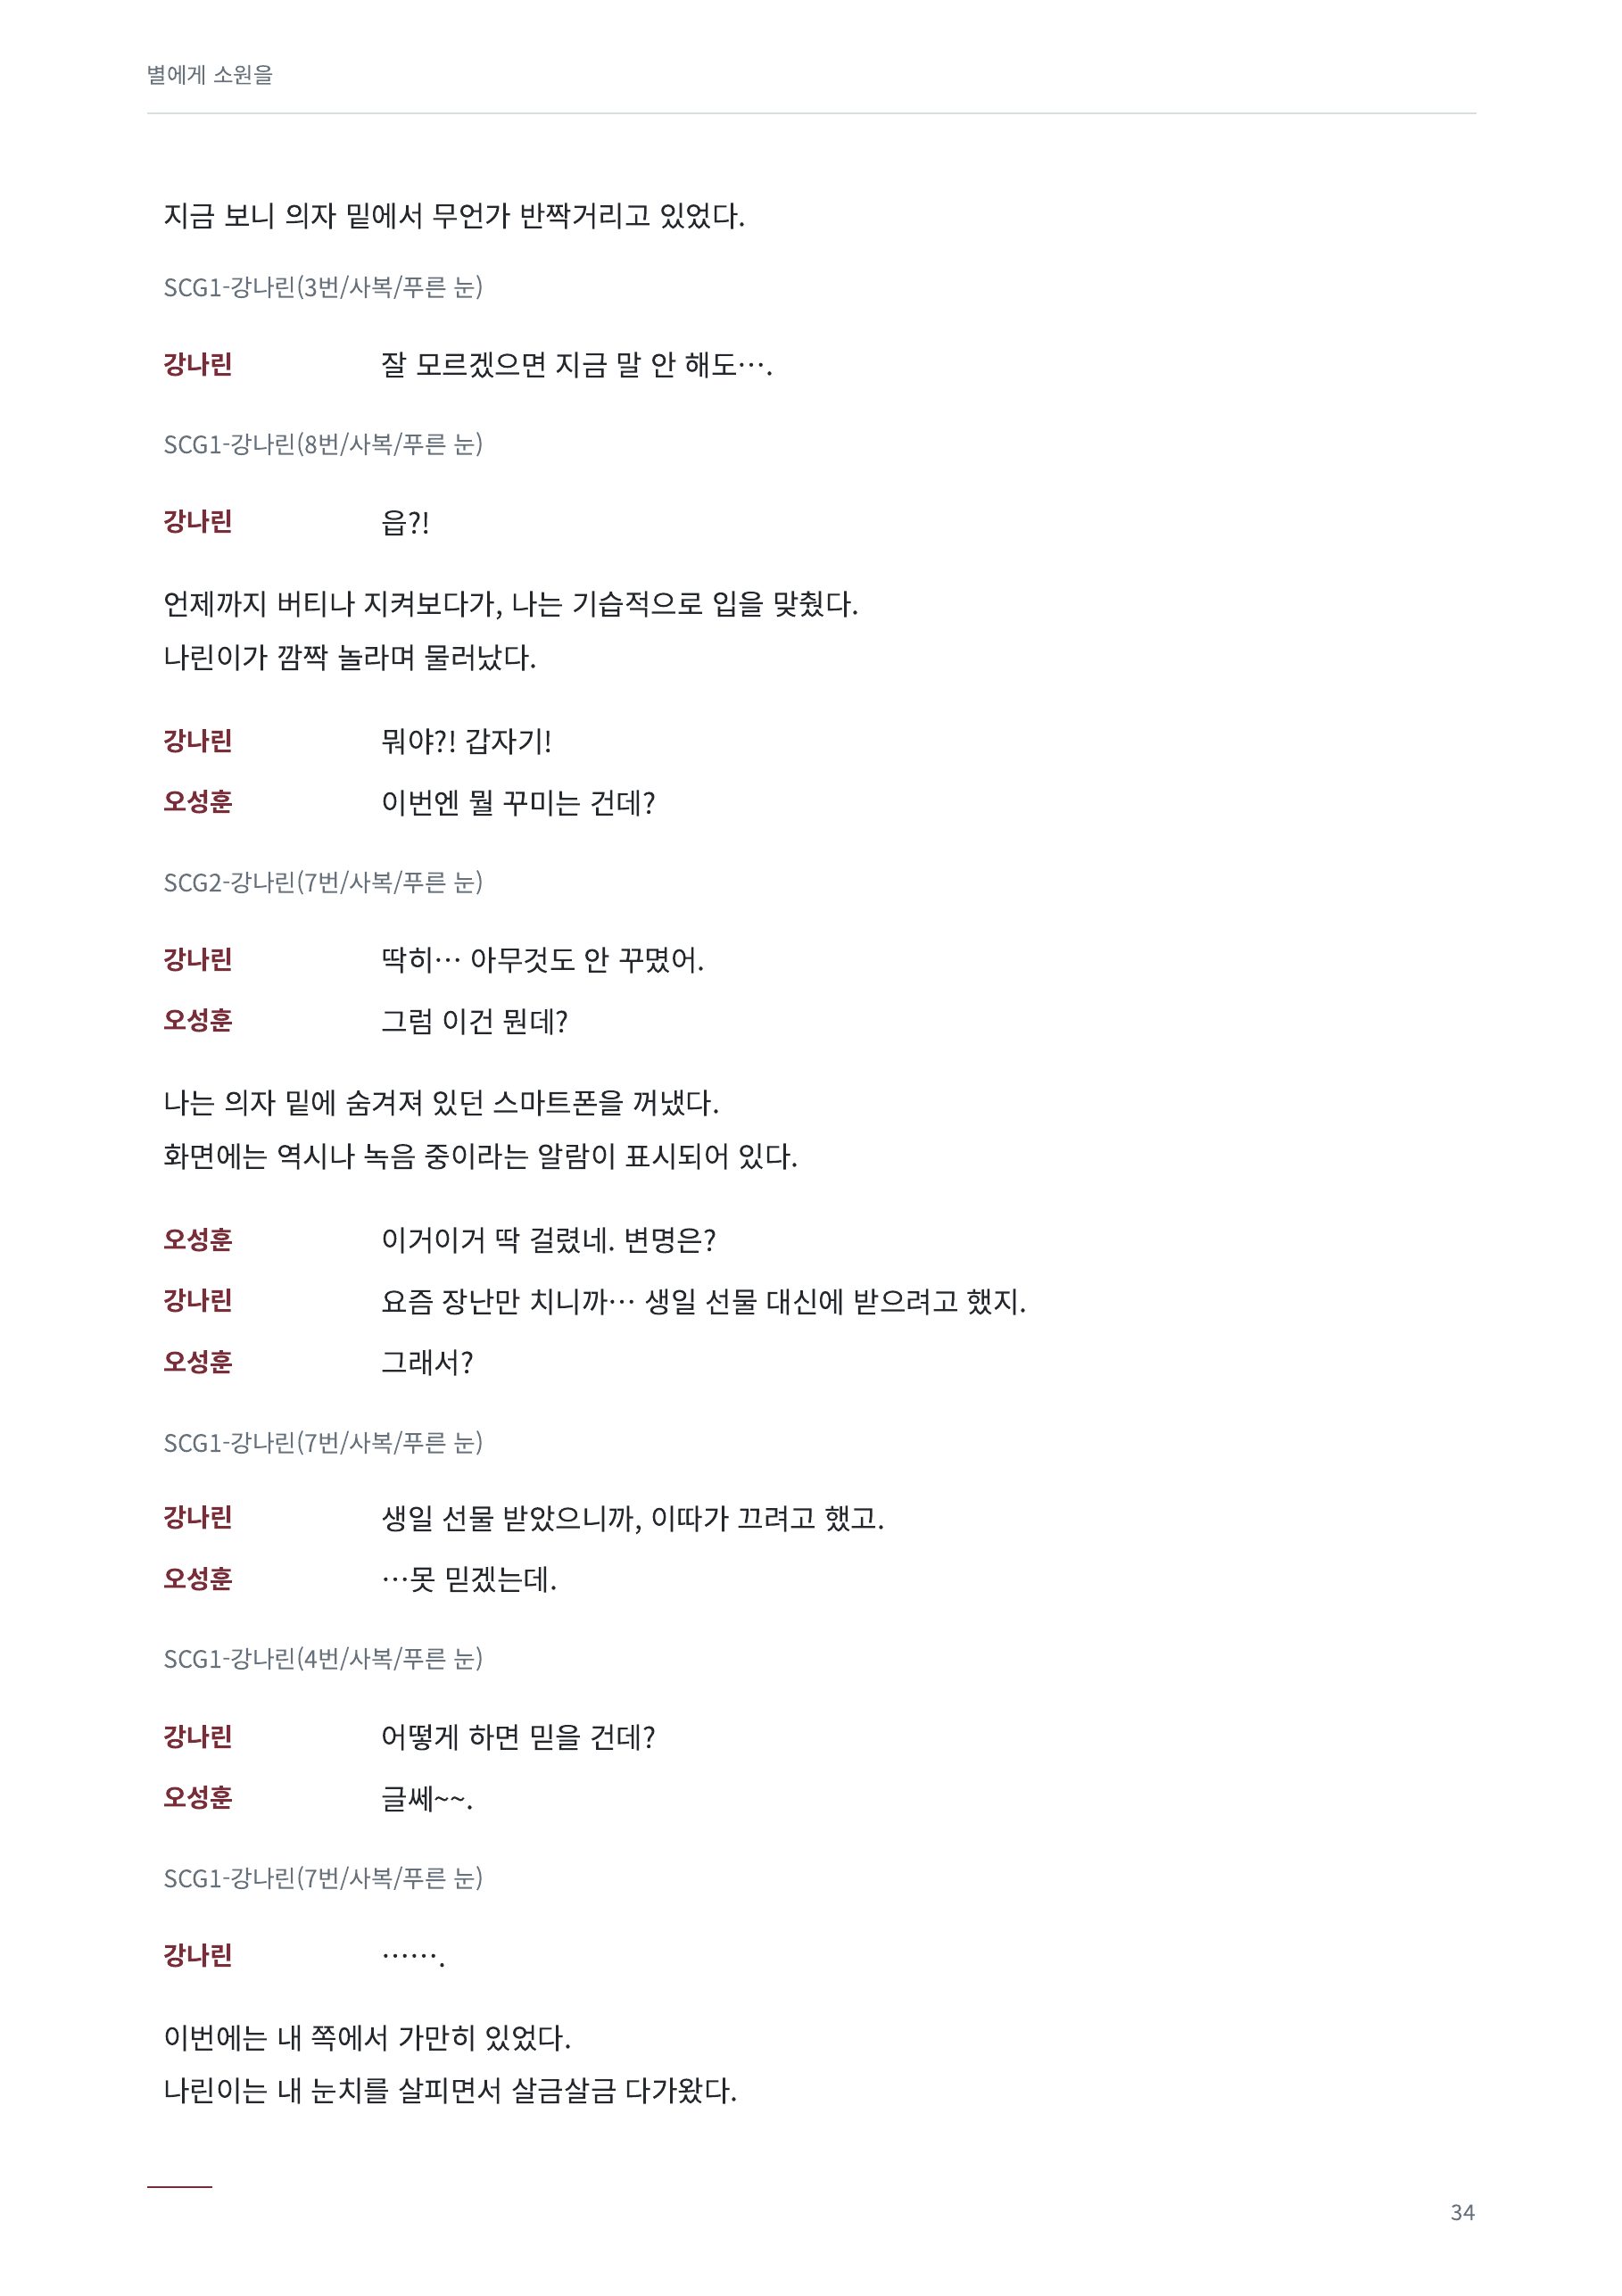 별에게 소원을
지금 보니 의자 밑에서 무언가 반짝거리고 있었다.
SCG1-강나린(3번/사복/푸른 눈)
강나린 잘 모르겠으면 지금 말 안 해도….
SCG1-강나린(8번/사복/푸른 눈)
강나린 읍?!
언제까지 버티나 지켜보다가, 나는 기습적으로 입을 맞췄다.
나린이가 깜짝 놀라며 물러났다.
강나린 뭐야?! 갑자기!
오성훈 이번엔 뭘 꾸미는 건데?
SCG2-강나린(7번/사복/푸른 눈)
강나린 딱히… 아무것도 안 꾸몄어.
오성훈 그럼 이건 뭔데?
나는 의자 밑에 숨겨져 있던 스마트폰을 꺼냈다.
화면에는 역시나 녹음 중이라는 알람이 표시되어 있다.
오성훈 이거이거 딱 걸렸네. 변명은?
강나린 요즘 장난만 치니까… 생일 선물 대신에 받으려고 했지.
오성훈 그래서?
SCG1-강나린(7번/사복/푸른 눈)
강나린 생일 선물 받았으니까, 이따가 끄려고 했고.
오성훈 …못 믿겠는데.
SCG1-강나린(4번/사복/푸른 눈)
강나린 어떻게 하면 믿을 건데?
오성훈 글쎄~~.
SCG1-강나린(7번/사복/푸른 눈)
강나린 …….
이번에는 내 쪽에서 가만히 있었다.
나린이는 내 눈치를 살피면서 살금살금 다가왔다.
34